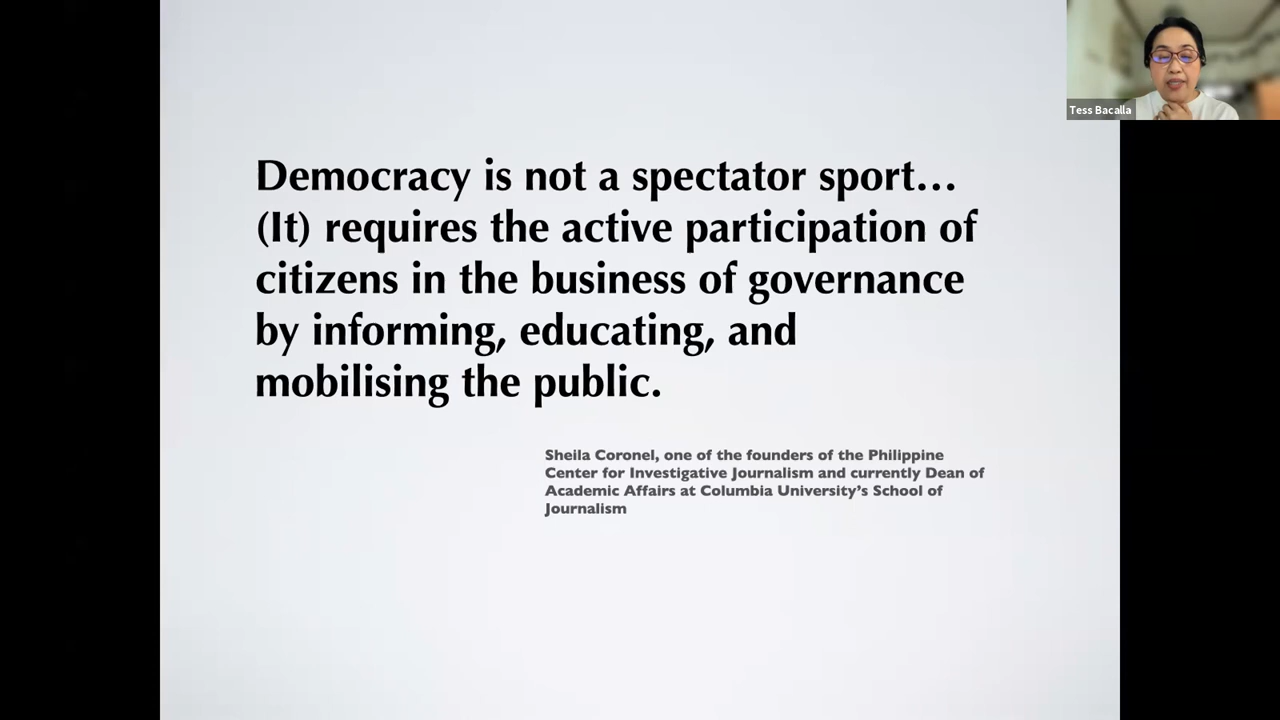 Democracy is not a spectator sport…
(It) requires the active participation of
citizens in the business of governance
by informing, educating, and
mobilising the public.
Sheila Coronel, one of the founders of the Philippine
Center for Investigative Journalism and currently Dean of
Academic Affairs at Columbia University’s School of
Journalism
Tess Bacalla